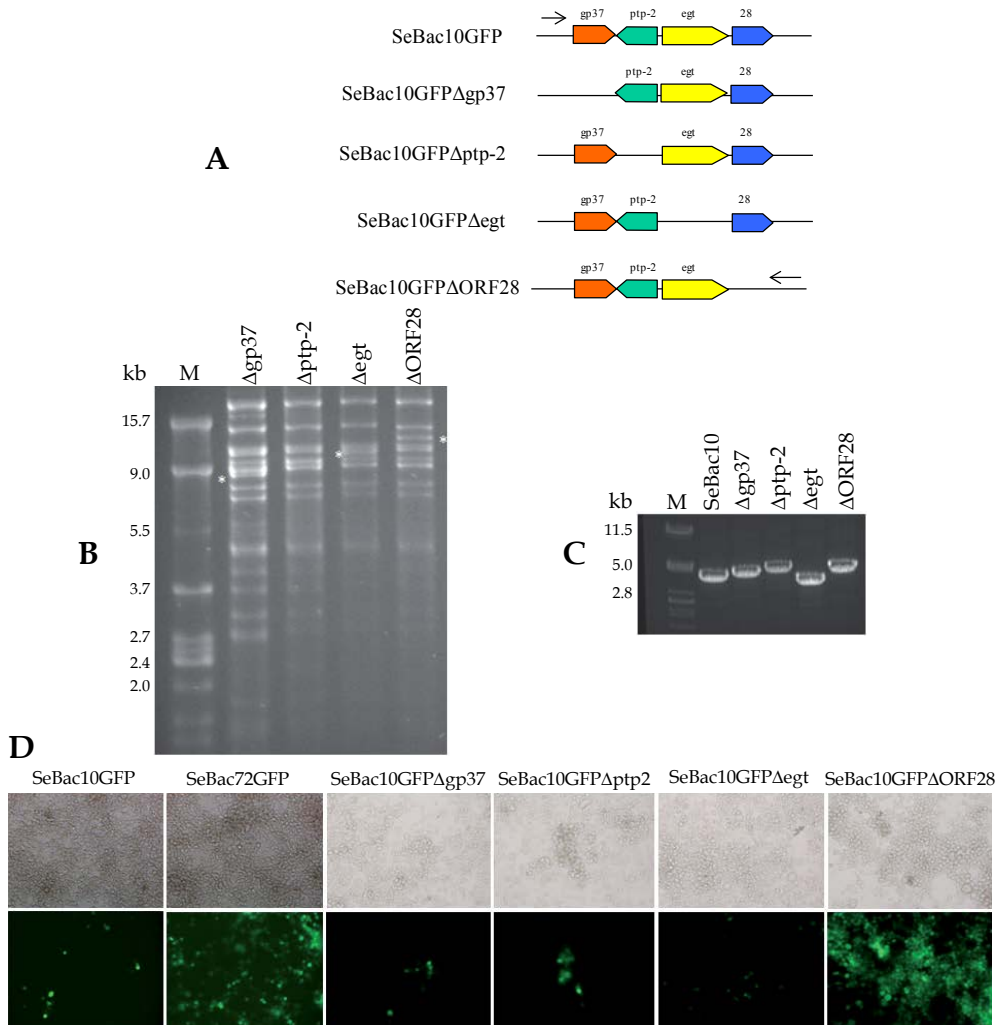 gp37 ptp-2 egt 28
SeBac10GFP
ptp-2 egt 28
SeBac10GFPΔgp37
A
gp37 egt 28
SeBac10GFPΔptp-2
gp37 ptp-2 28
SeBac10GFPΔegt
gp37 ptp-2 egt
SeBac10GFPΔORF28
kb M Δgp37 Δptp-2 Δegt Δ​ORF28
15.7
9.0
5.5
3.7
2.7
2.4
2.0
*
*
*
B
kb M SeBac10 Δgp37 Δptp-2 Δegt ΔORF28
11.5
5.0
2.8
C
D
SeBac10GFP SeBac72GFP SeBac10GFPΔgp37 SeBac10GFPΔptp2 SeBac10GFPΔegt SeBac10GFPΔORF28